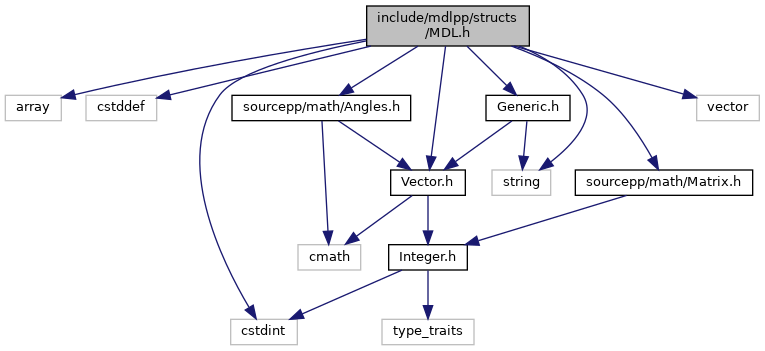 include/mdlpp/structs
/MDL.h
array
cstddef
sourcepp/math/Angles.h
Generic.h
vector
Vector.h
string
sourcepp/math/Matrix.h
cmath
Integer.h
cstdint
type_traits